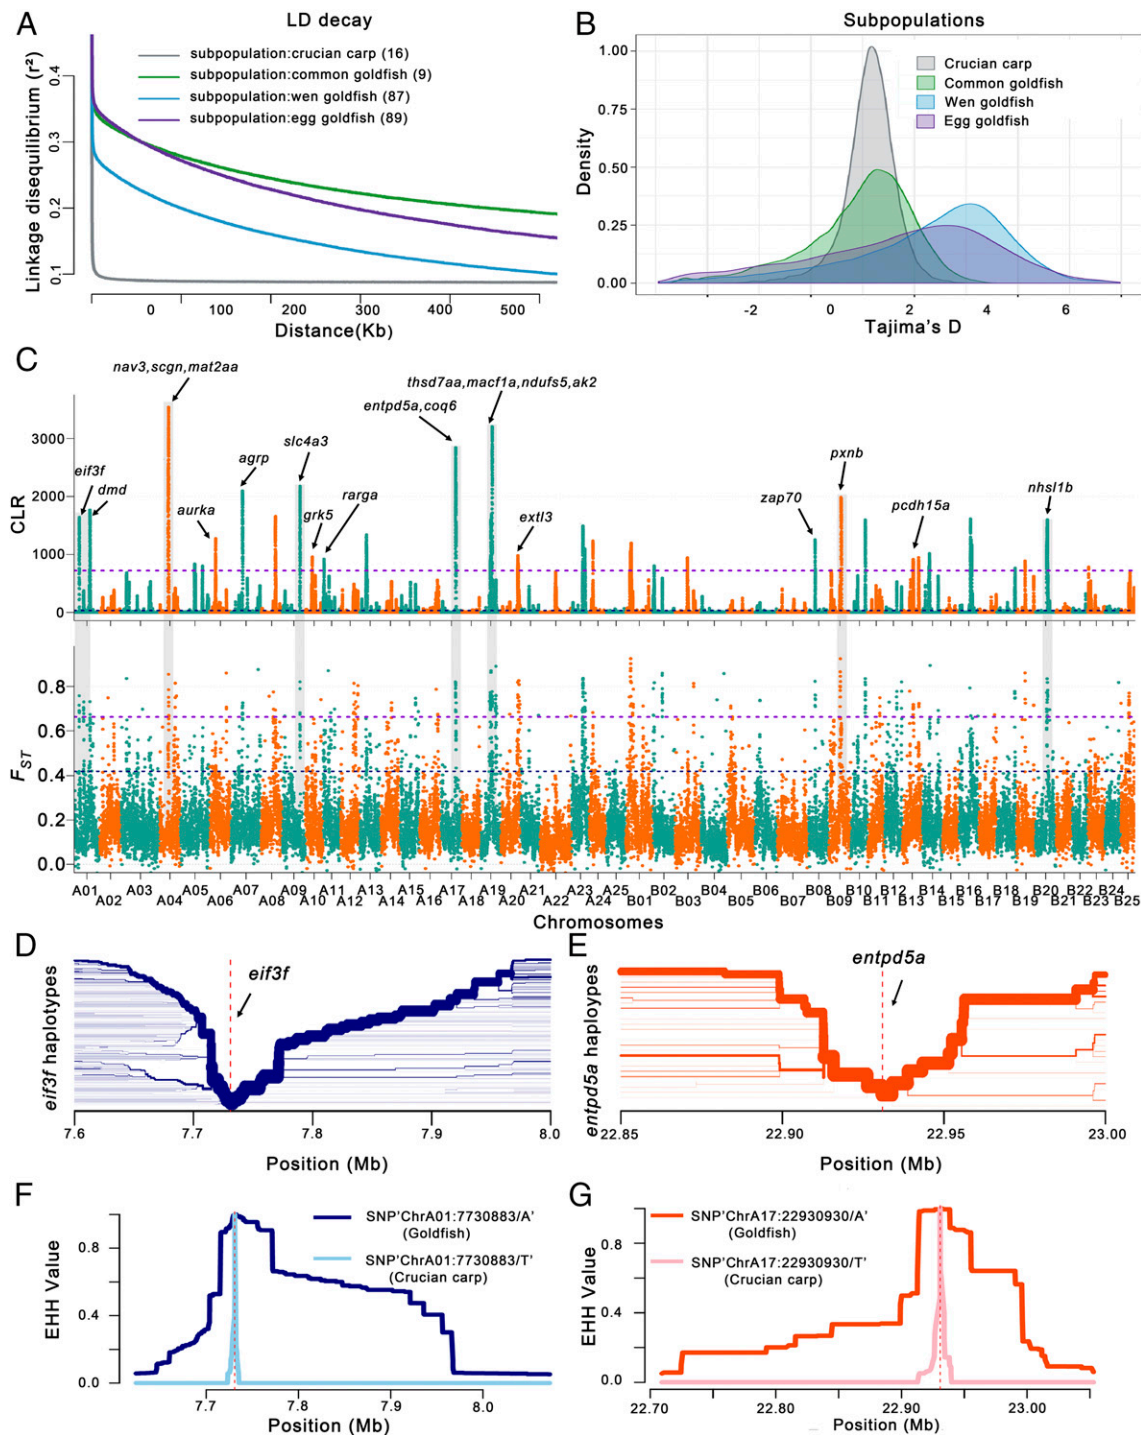 A
LD decay
subpopulation:crucian carp (16)
subpopulation:common goldfish (9)
subpopulation:wen goldfish (87)
subpopulation:egg goldfish (89)
Linkage disequilibrium (r²)
0.4
0.3
0.2
0.1
0 100 200 300 400 500
Distance(Kb)
B
Subpopulations
Crucian carp
Common goldfish
Wen goldfish
Egg goldfish
Density
1.00
0.75
0.50
0.25
0.00
-2 0 2 4 6
Tajima's D
C
nav3,scgn,mat2aa
thsd7aa,macf1a,ndufs5,ak2
entpd5a,coq6
slc4a3
agrp
eif3f
dmd
aurka
grk5
rarga
extl3
zap70
pxnb
pcdh15a
nhsl1b
CLR
3000
2000
1000
0
FST
0.8
0.6
0.4
0.2
0.0
A01 A03 A05 A07 A09 A11 A13 A15 A17 A19 A21 A23 A25 B02 B04 B06 B08 B10 B12 B14 B16 B18 B20 B22 B24
A02 A04 A06 A08 A10 A12 A14 A16 A18 A20 A22 A24 B01 B03 B05 B07 B09 B11 B13 B15 B17 B19 B21 B23 B25
Chromosomes
D
eif3f
eif3f haplotypes
7.6 7.7 7.8 7.9 8.0
Position (Mb)
E
entpd5a
entpd5a haployypes
22.85 22.90 22.95 23.00
Position (Mb)
F
SNP'ChrA01:7730883/A'
(Goldfish)
SNP'ChrA01:7730883/T'
(Crucian carp)
EHH Value
0.8
0.4
0.0
7.7 7.8 7.9 8.0
Position (Mb)
G
SNP'ChrA17:22930930/A'
(Goldfish)
SNP'ChrA17:22930930/T'
(Crucian carp)
EHH Value
0.8
0.4
0.0
22.70 22.80 22.90 23.00
Position (Mb)